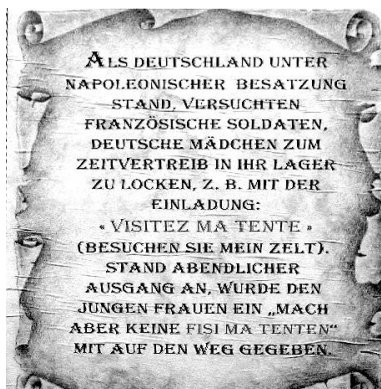 ALS DEUTSCHLAND UNTER
NAPOLEONISCHER BESATZUNG
STAND, VERSUCHTEN
FRANZÖSISCHE SOLDATEN,
DEUTSCHE MÄDCHEN ZUM
ZEITVERTREIB IN IHR LAGER
ZU LOCKEN, Z. B. MIT DER
EINLADUNG:
« VISITEZ MA TENTE »
(BESUCHEN SIE MEIN ZELT).
STAND ABENDLICHER
AUSGANG AN, WURDE DEN
JUNGEN FRAUEN EIN „MACH
ABER KEINE FISI MA TENTEN“
MIT AUF DEN WEG GEGEBEN.